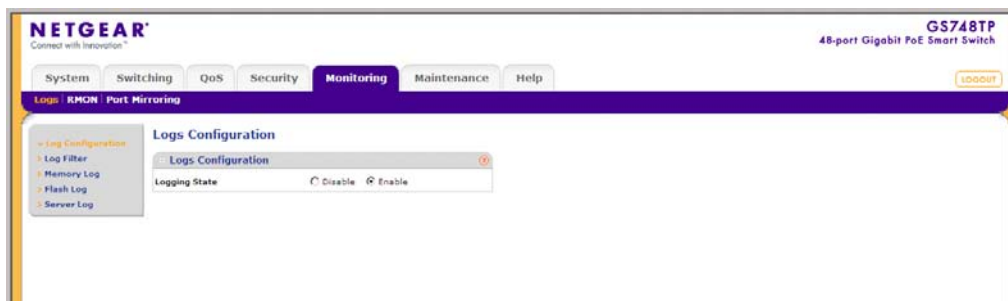 NETGEAR®
Connect with Innovation™
GS748TP
48-port Gigabit PoE Smart Switch
System Switching QoS Security Monitoring Maintenance Help
LOGOUT
Logs RMON Port Mirroring
Log Configuration
Log Filter
Memory Log
Flash Log
Server Log
Logs Configuration
Logs Configuration
Logging State Disable Enable